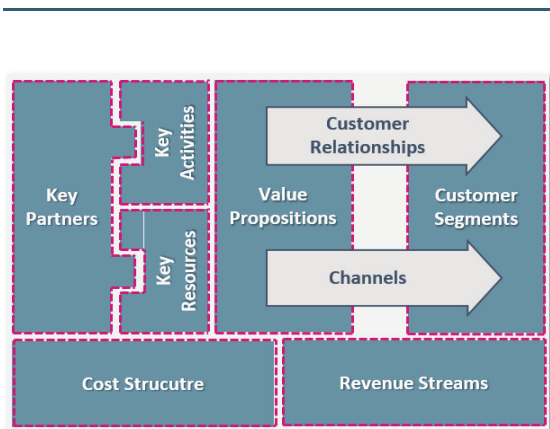 Key
Partners
Key
Activities
Key
Resources
Value
Propositions
Customer
Relationships
Channels
Customer
Segments
Cost Strucutre
Revenue Streams